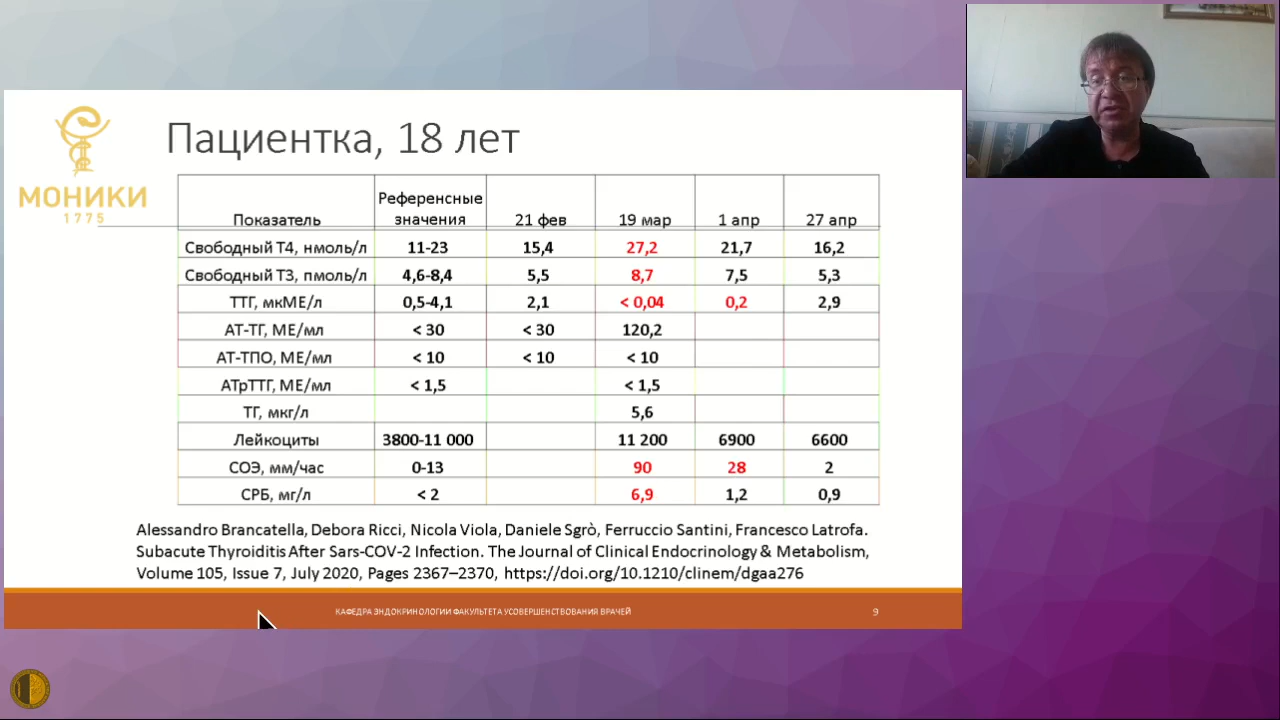 МОНИКИ
1775
Пациентка, 18 лет
Показатель Референсные значения 21 фев 19 мар 1 апр 27 апр
Свободный Т4, нмоль/л 11-23 15,4 27,2 21,7 16,2
Свободный Т3, пмоль/л 4,6-8,4 5,5 8,7 7,5 5,3
ТТГ, мкМЕ/л 0,5-4,1 2,1 < 0,04 0,2 2,9
АТ-ТГ, МЕ/мл < 30 < 30 120,2
АТ-ТПО, МЕ/мл < 10 < 10 < 10
АТрТТГ, МЕ/мл < 1,5 < 1,5
ТГ, мкг/л 5,6
Лейкоциты 3800-11 000 11 200 6900 6600
СОЭ, мм/час 0-13 90 28 2
СРБ, мг/л < 2 6,9 1,2 0,9
Alessandro Brancatella, Debora Ricci, Nicola Viola, Daniele Sgrò, Ferruccio Santini, Francesco Latrofa.
Subacute Thyroiditis After Sars-COV-2 Infection. The Journal of Clinical Endocrinology & Metabolism,
Volume 105, Issue 7, July 2020, Pages 2367–2370, https://doi.org/10.1210/clinem/dgaa276
КАФЕДРА ЭНДОКРИНОЛОГИИ ФАКУЛЬТЕТА УСОВЕРШЕНСТВОВАНИЯ ВРАЧЕЙ 9